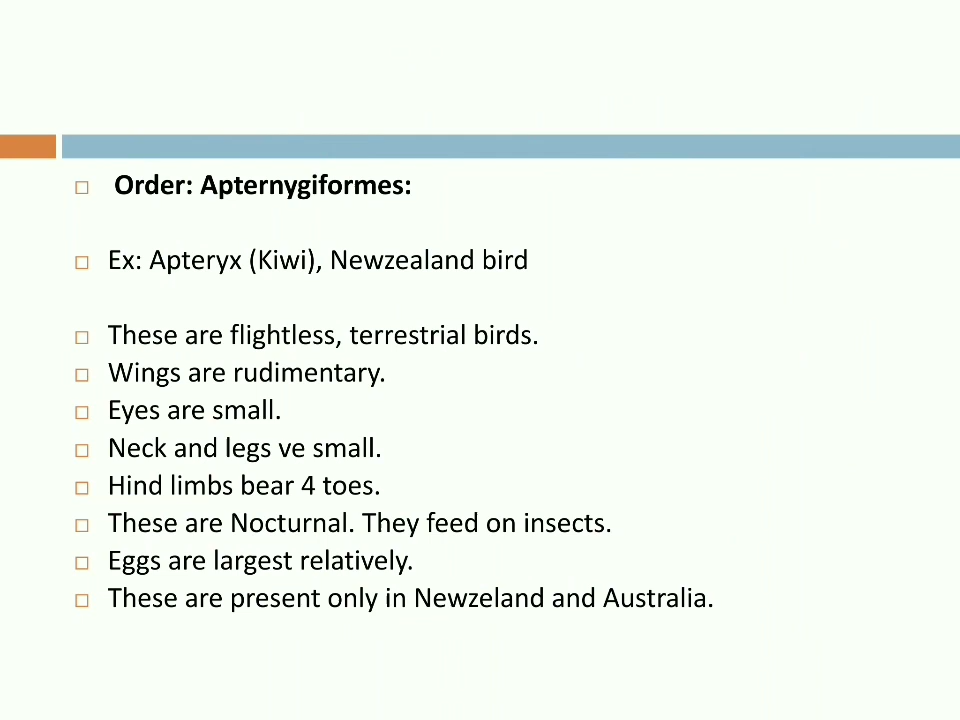 Order: Apternygiformes:
Ex: Apteryx (Kiwi), Newzealand bird
These are flightless, terrestrial birds.
Wings are rudimentary.
Eyes are small.
Neck and legs ve small.
Hind limbs bear 4 toes.
These are Nocturnal. They feed on insects.
Eggs are largest relatively.
These are present only in Newzeland and Australia.